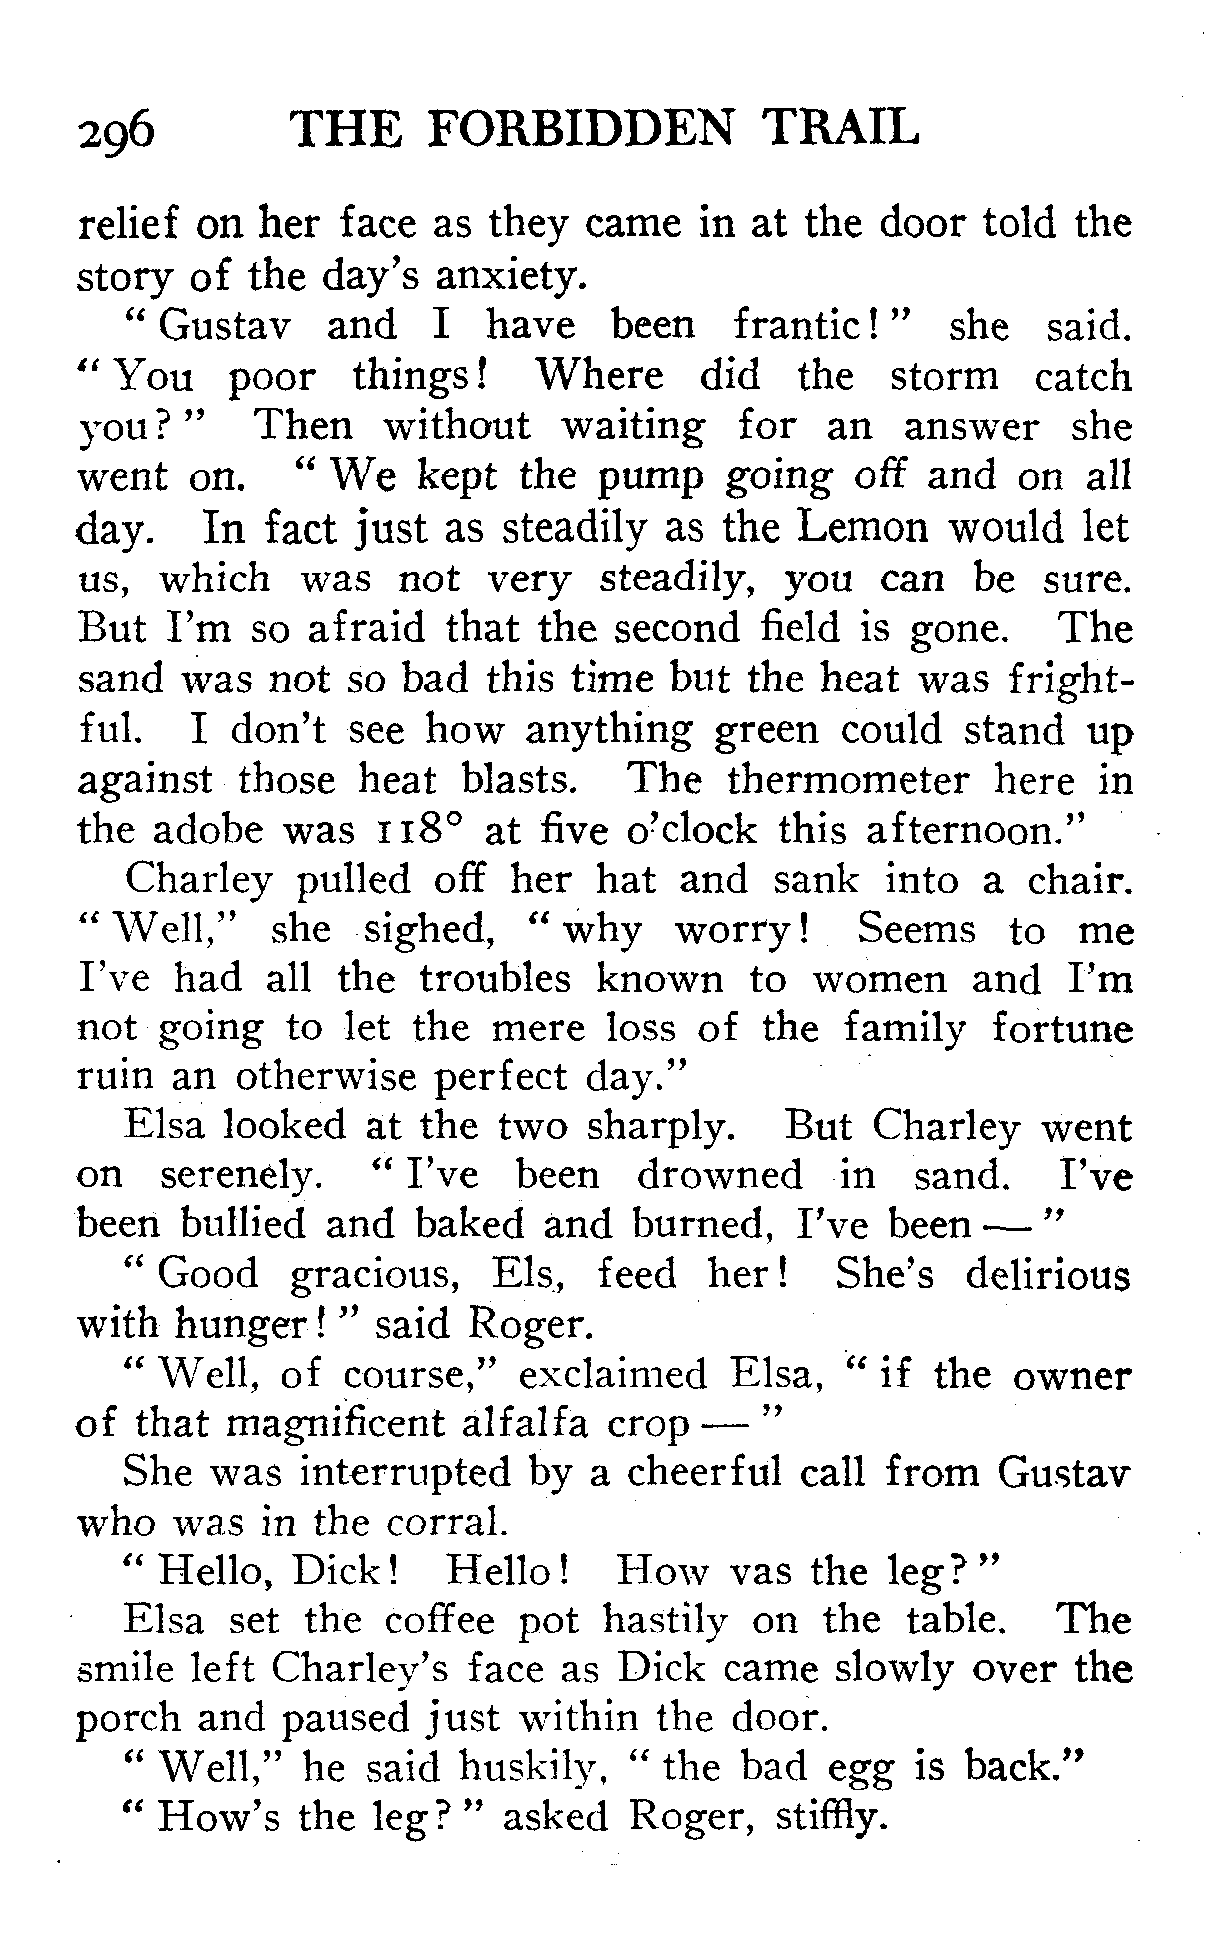 296 THE FORBIDDEN TRAIL
relief on her face as they came in at the door told the
story of the day's anxiety.
" Gustav and I have been frantic! " she said.
" You poor things! Where did the storm catch
you? " Then without waiting for an answer she
went on. " We kept the pump going off and on all
day. In fact just as steadily as the Lemon would let
us, which was not very steadily, you can be sure.
But I'm so afraid that the second field is gone. The
sand was not so bad this time but the heat was fright-
ful. I don't see how anything green could stand up
against those heat blasts. The thermometer here in
the adobe was 118° at five o'clock this afternoon."
Charley pulled off her hat and sank into a chair.
" Well," she sighed, " why worry! Seems to me
I've had all the troubles known to women and I'm
not going to let the mere loss of the family fortune
ruin an otherwise perfect day."
Elsa looked at the two sharply. But Charley went
on serenely. " I've been drowned in sand. I've
been bullied and baked and burned, I've been — "
" Good gracious, Els, feed her! She's delirious
with hunger! " said Roger.
" Well, of course," exclaimed Elsa, " if the owner
of that magnificent alfalfa crop — "
She was interrupted by a cheerful call from Gustav
who was in the corral.
" Hello, Dick! Hello! How vas the leg? "
Elsa set the coffee pot hastily on the table. The
smile left Charley's face as Dick came slowly over the
porch and paused just within the door.
" Well," he said huskily, " the bad egg is back."
" How's the leg? " asked Roger, stiffly.